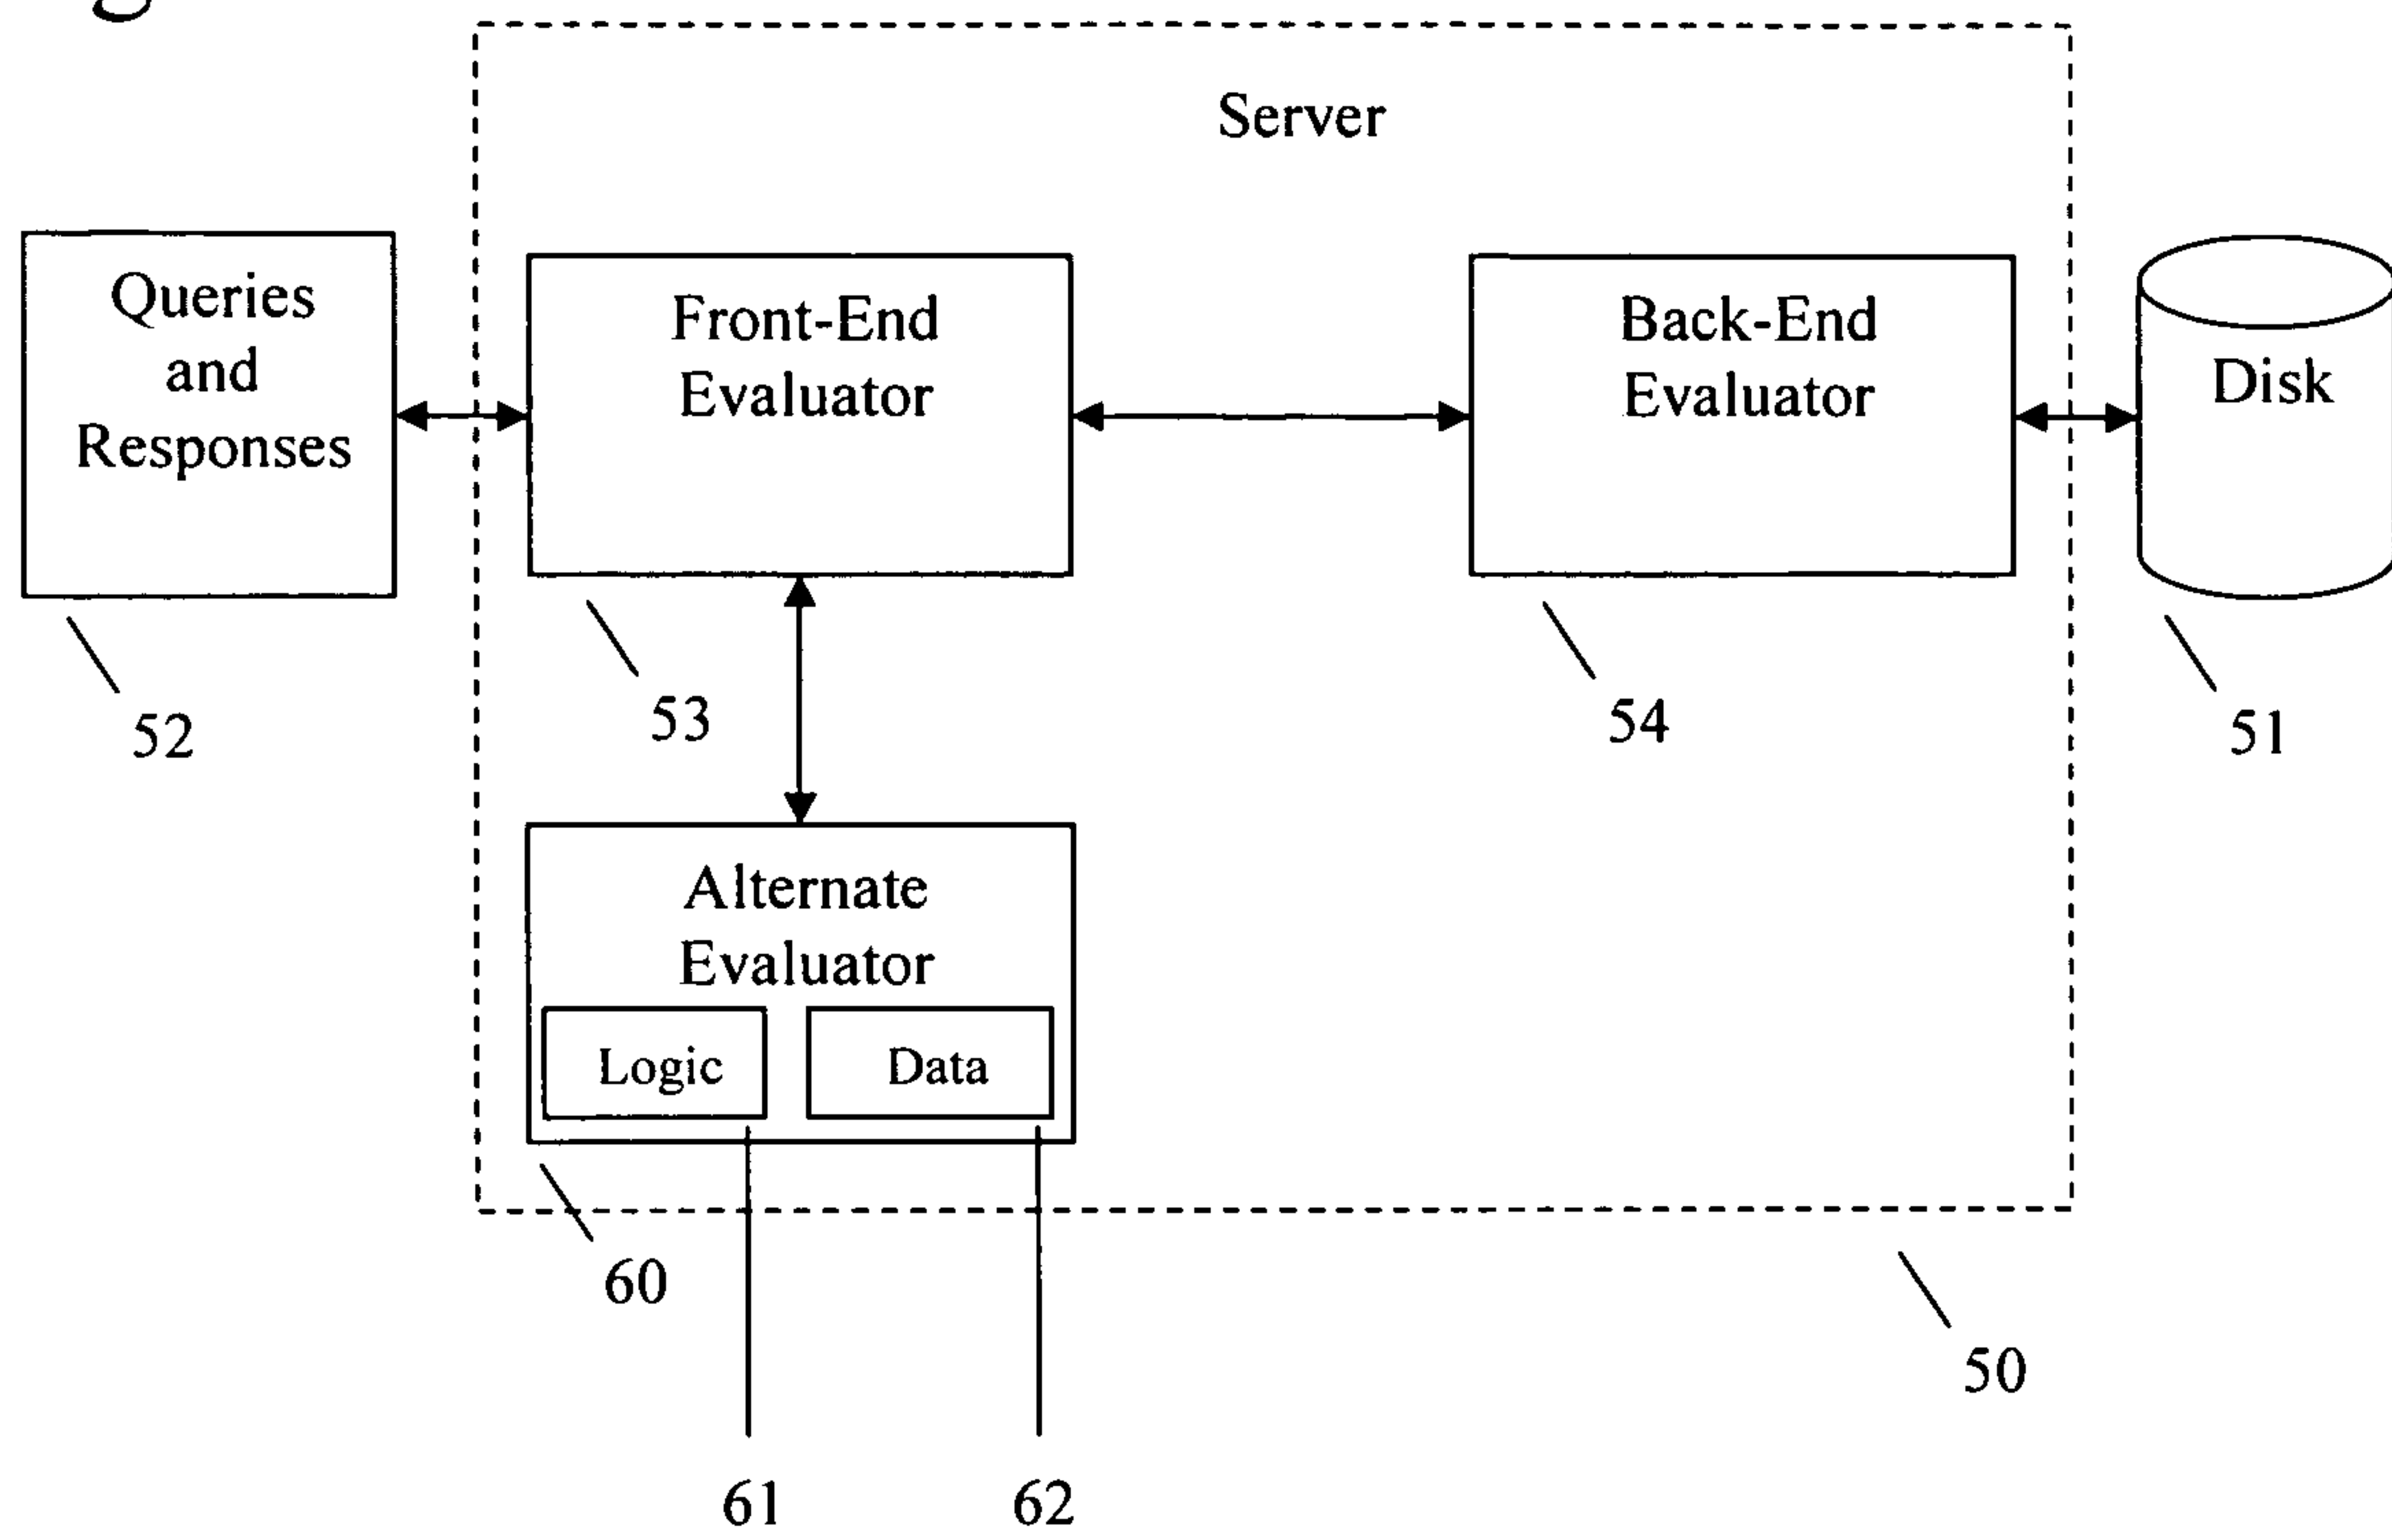 Server
Queries
and
Responses
Front-End
Evaluator
Back-End
Evaluator
Disk
52
53
54
51
Alternate
Evaluator
Logic
Data
60
50
61
62